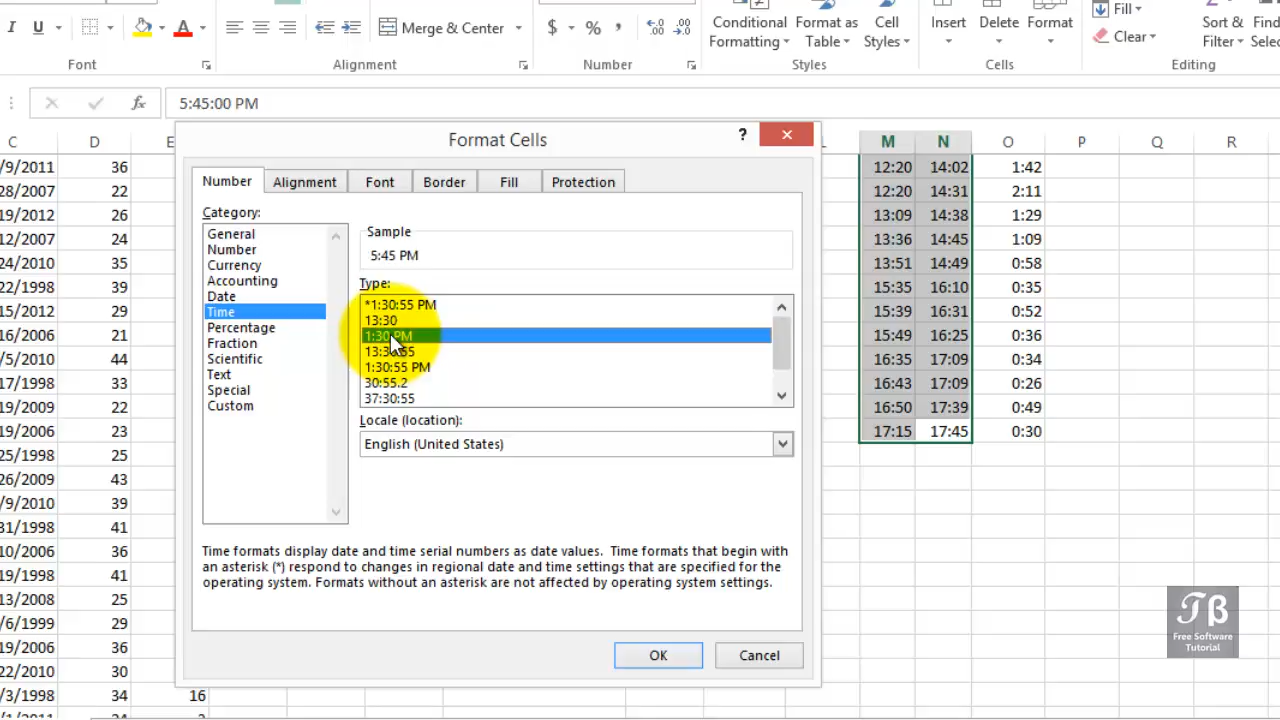 I U A Merge & Center $ % , .00 Conditional Format as Cell Insert Delete Format Fill Sort & Find
Formatting Table Styles Clear Filter Selec
Font Alignment Number Styles Cells Editing
fx 5:45:00 PM
Format Cells ?
C D E M N O P Q R
Number Alignment Font Border Fill Protection
Category:
General
Number
Currency
Accounting
Date
Time
Percentage
Fraction
Scientific
Text
Special
Custom
Sample
5:45 PM
Type:
*1:30:55 PM
13:30
1:30 PM
13:30:55
1:30:55 PM
30:55.2
37:30:55
Locale (location):
English (United States)
Time formats display date and time serial numbers as date values. Time formats that begin with
an asterisk (*) respond to changes in regional date and time settings that are specified for the
operating system. Formats without an asterisk are not affected by operating system settings.
OK Cancel
/9/2011 36
28/2007 22
19/2012 26
12/2007 24
24/2010 35
22/1998 39
15/2012 29
16/2006 21
/5/2010 44
17/1998 33
19/2009 22
19/2006 23
25/1998 25
26/2009 43
/9/2010 39
31/1998 41
10/2006 36
19/1998 41
13/2008 25
/6/1999 29
19/2006 36
22/2010 30
/3/1998 34 16
12:20 14:02 1:42
12:20 14:31 2:11
13:09 14:38 1:29
13:36 14:45 1:09
13:51 14:49 0:58
15:35 16:10 0:35
15:39 16:31 0:52
15:49 16:25 0:36
16:35 17:09 0:34
16:43 17:09 0:26
16:50 17:39 0:49
17:15 17:45 0:30
Free Software
Tutorial